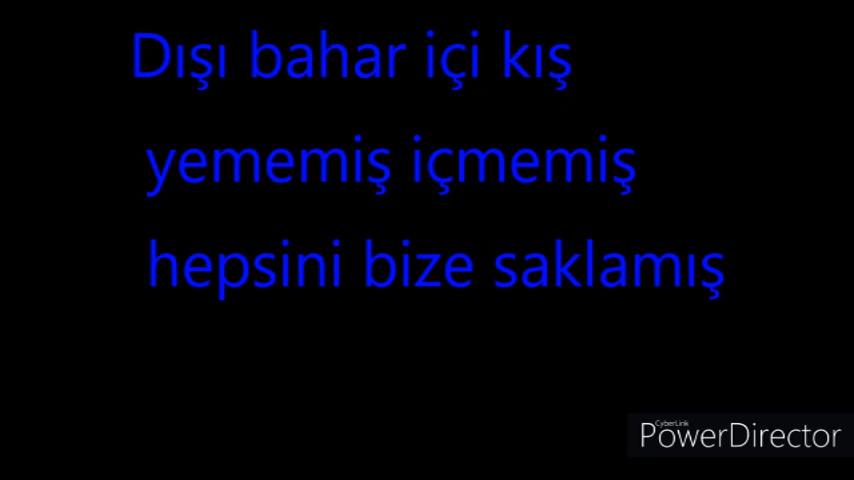 Dışı bahar içi kış
yememiş içmemiş
hepsini bize saklamış
CyberLink
PowerDirector